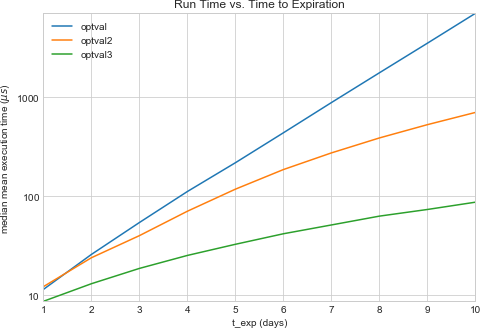 Run Time vs. Time to Expiration
optval
optval2
optval3
median mean execution time (μs)
1000
100
10
1 2 3 4 5 6 7 8 9 10
t_exp (days)